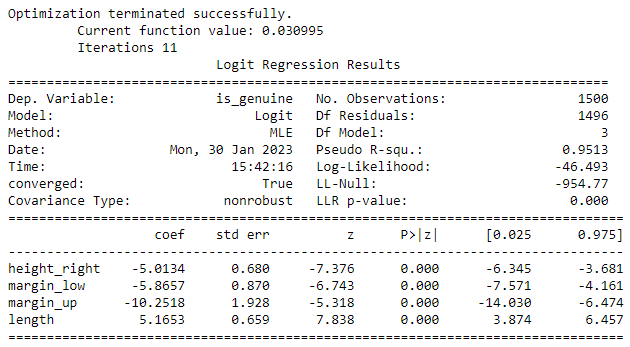 Optimization terminated successfully.
         Current function value: 0.030995
         Iterations 11
                           Logit Regression Results
==============================================================================
Dep. Variable:             is_genuine   No. Observations:                 1500
Model:                          Logit   Df Residuals:                     1496
Method:                           MLE   Df Model:                            3
Date:                Mon, 30 Jan 2023   Pseudo R-squ.:                  0.9513
Time:                        15:42:16   Log-Likelihood:                -46.493
converged:                       True   LL-Null:                       -954.77
Covariance Type:            nonrobust   LLR p-value:                     0.000
================================================================================
                   coef    std err          z      P>|z|      [0.025      0.975]
--------------------------------------------------------------------------------
height_right    -5.0134      0.680     -7.376      0.000      -6.345      -3.681
margin_low      -5.8657      0.870     -6.743      0.000      -7.571      -4.161
margin_up      -10.2518      1.928     -5.318      0.000     -14.030      -6.474
length           5.1653      0.659      7.838      0.000       3.874       6.457
================================================================================